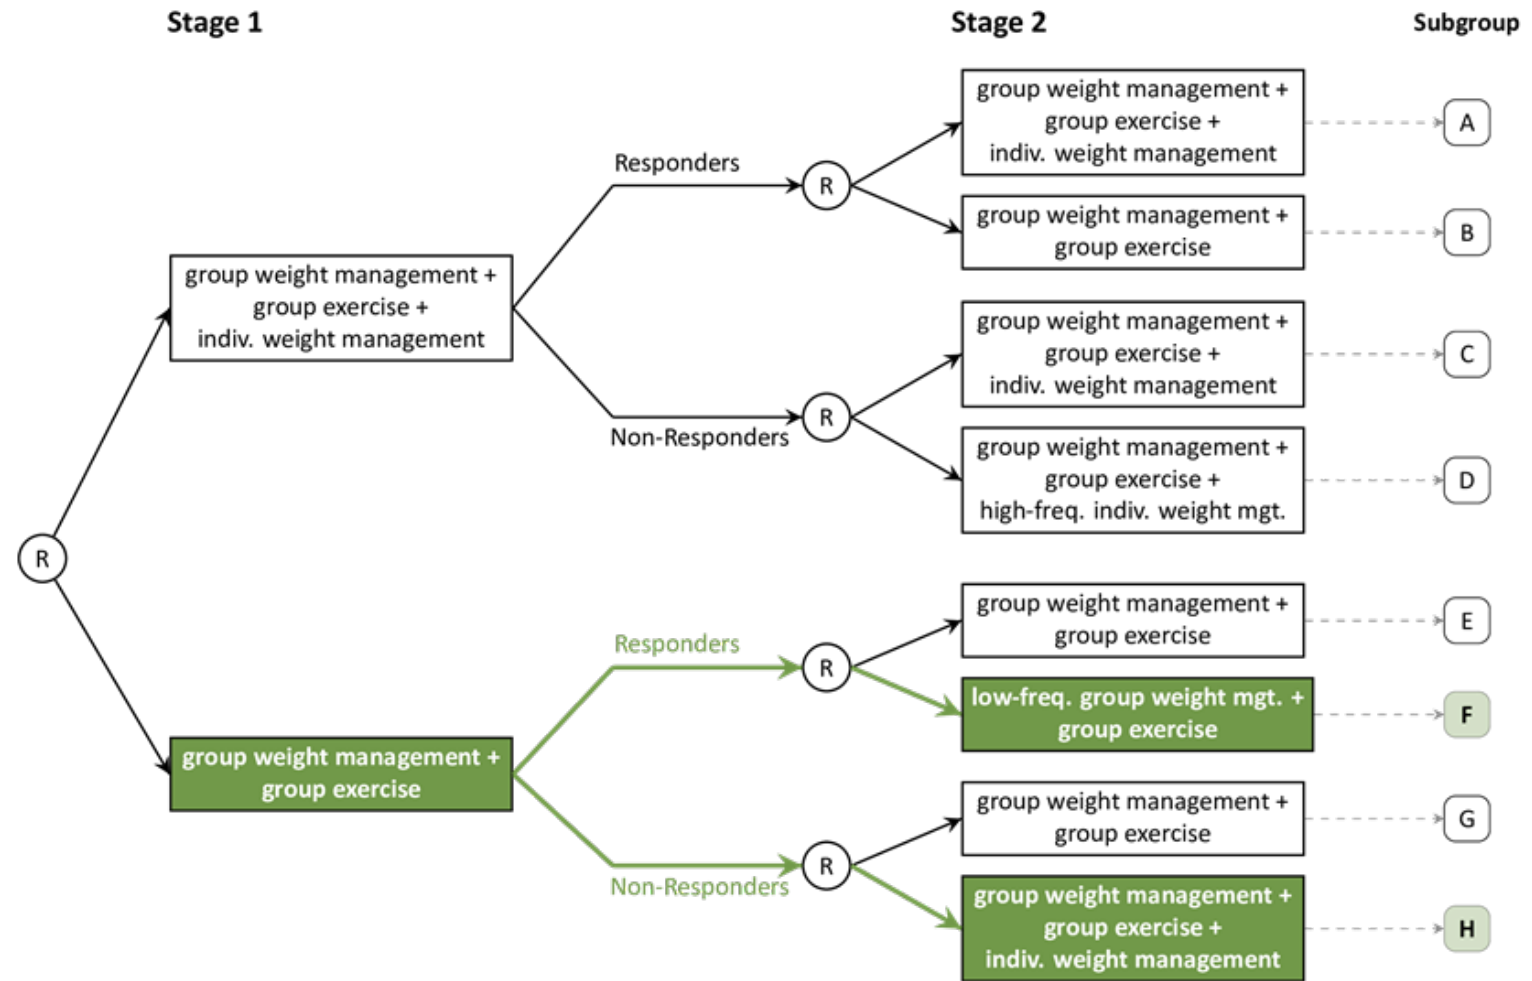 Stage 1
Stage 2
Subgroup
group weight management +
group exercise +
indiv. weight management
A
Responders
R
group weight management +
group exercise
B
group weight management +
group exercise +
indiv. weight management
group weight management +
group exercise +
indiv. weight management
C
R
Non-Responders
group weight management +
group exercise +
high-freq. indiv. weight mgt.
D
R
group weight management +
group exercise
E
Responders
R
low-freq. group weight mgt. +
group exercise
F
group weight management +
group exercise
group weight management +
group exercise
G
R
Non-Responders
group weight management +
group exercise +
indiv. weight management
H